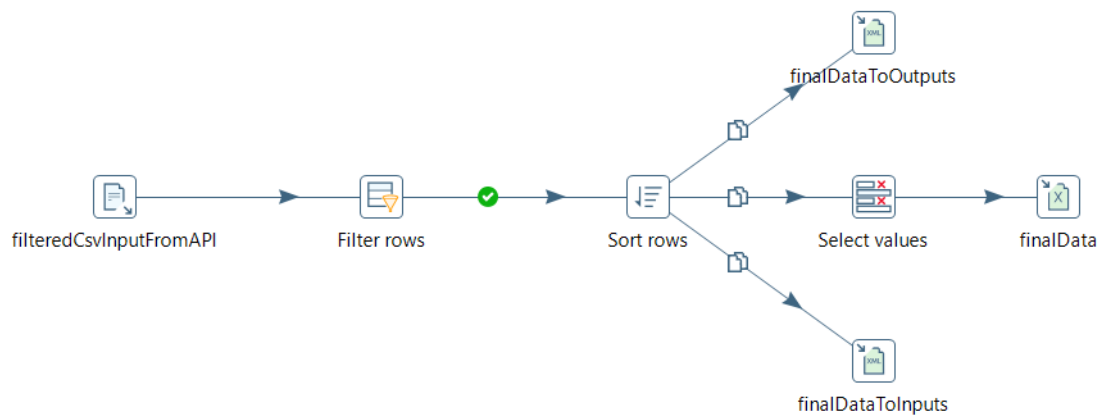 XML
finalDataToOutputs
filteredCsvInputFromAPI
Filter rows
Sort rows
Select values
X
finalData
XML
finalDataToInputs